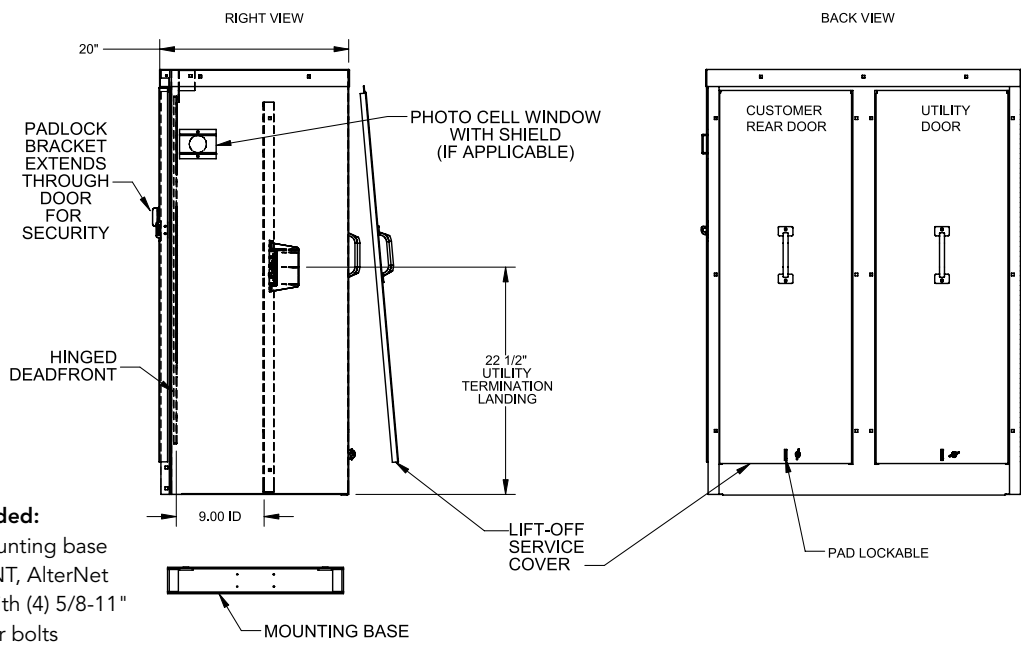 RIGHT VIEW
20"
PADLOCK
BRACKET
EXTENDS
THROUGH
DOOR
FOR
SECURITY
PHOTO CELL WINDOW
WITH SHIELD
(IF APPLICABLE)
HINGED
DEADFRONT
22 1/2"
UTILITY
TERMINATION
LANDING
9.00 ID
LIFT-OFF
SERVICE
COVER
MOUNTING BASE
BACK VIEW
CUSTOMER
REAR DOOR
UTILITY
DOOR
PAD LOCKABLE
ded:
unting base
NT, AlterNet
ith (4) 5/8-11"
r bolts